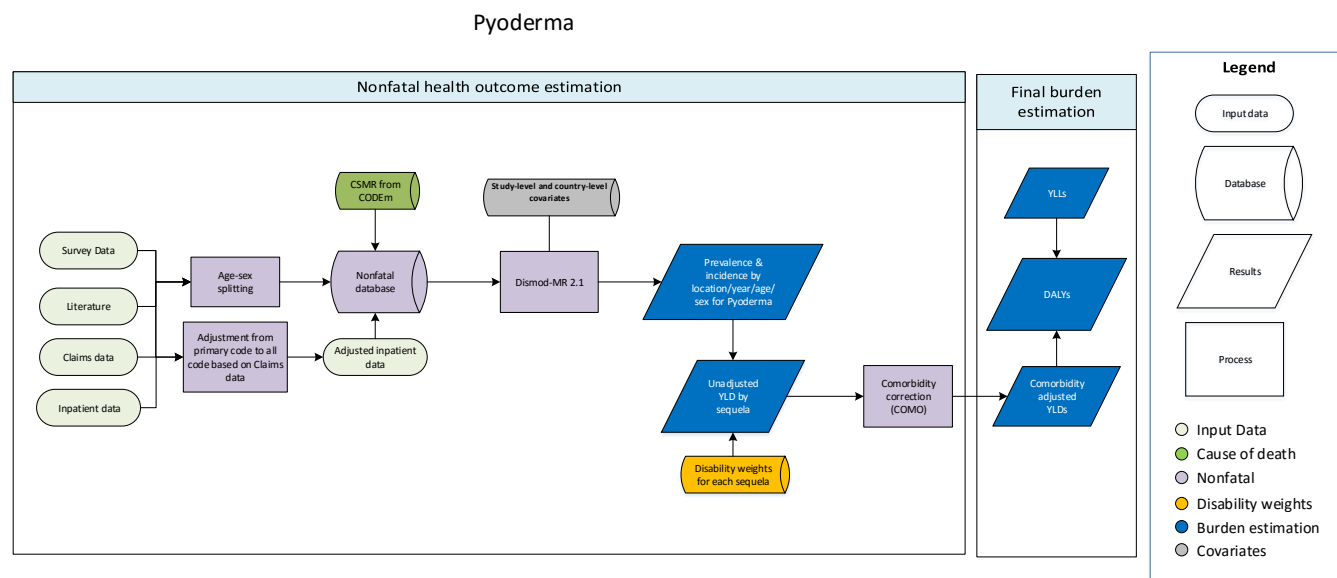 Pyoderma
Nonfatal health outcome estimation
Final burden
estimation
Legend
Input data
Database
Results
Process
Input Data
Cause of death
Nonfatal
Disability weights
Burden estimation
Covariates
Survey Data
Literature
Claims data
Inpatient data
Age-sex
splitting
Adjustment from
primary code to all
code based on Claims
data
CSMR from
CODEm
Nonfatal
database
Adjusted inpatient
data
Study-level and country-level
covariates
Dismod-MR 2.1
Prevalence &
incidence by
location/year/age/
sex for Pyoderma
Unadjusted
YLD by
sequela
Disability weights
for each sequela
Comorbidity
correction
(COMO)
YLLs
DALYs
Comorbidity
adjusted
YLDs